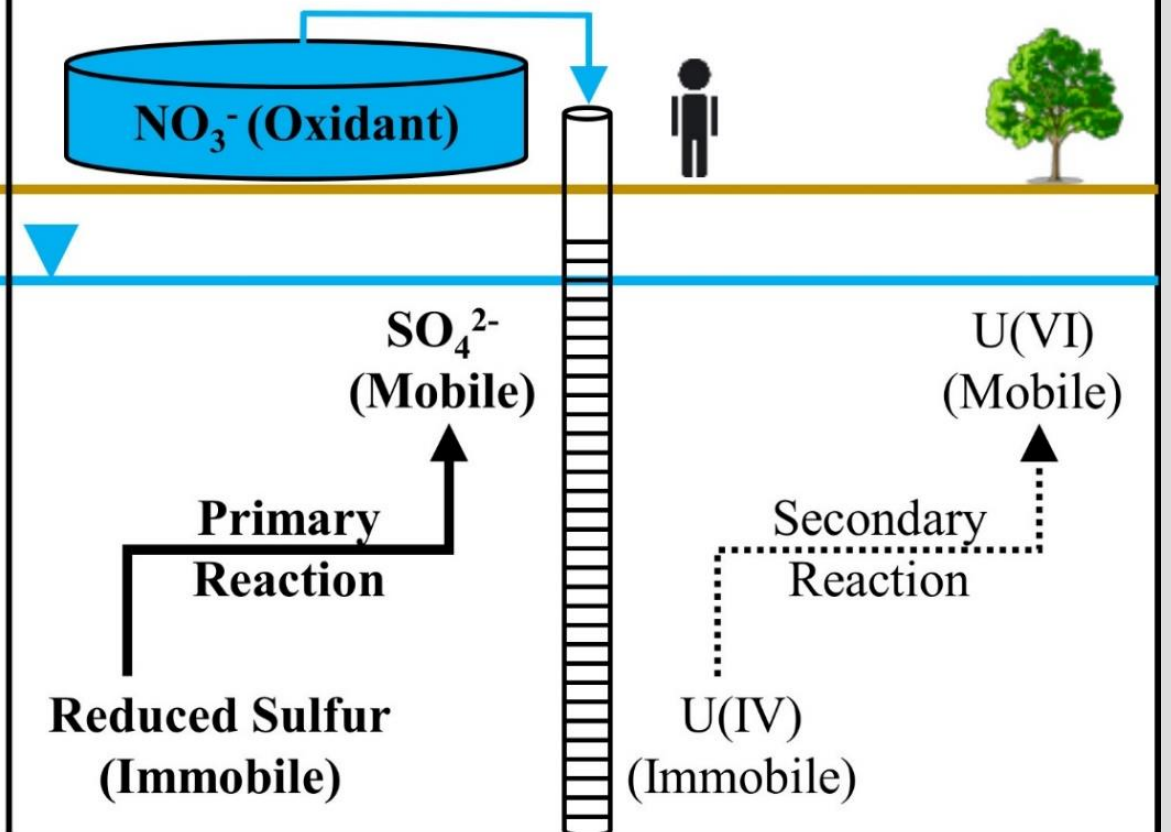 NO₃⁻ (Oxidant)
SO₄²⁻
(Mobile)
Primary
Reaction
Reduced Sulfur
(Immobile)
U(VI)
(Mobile)
Secondary
Reaction
U(IV)
(Immobile)